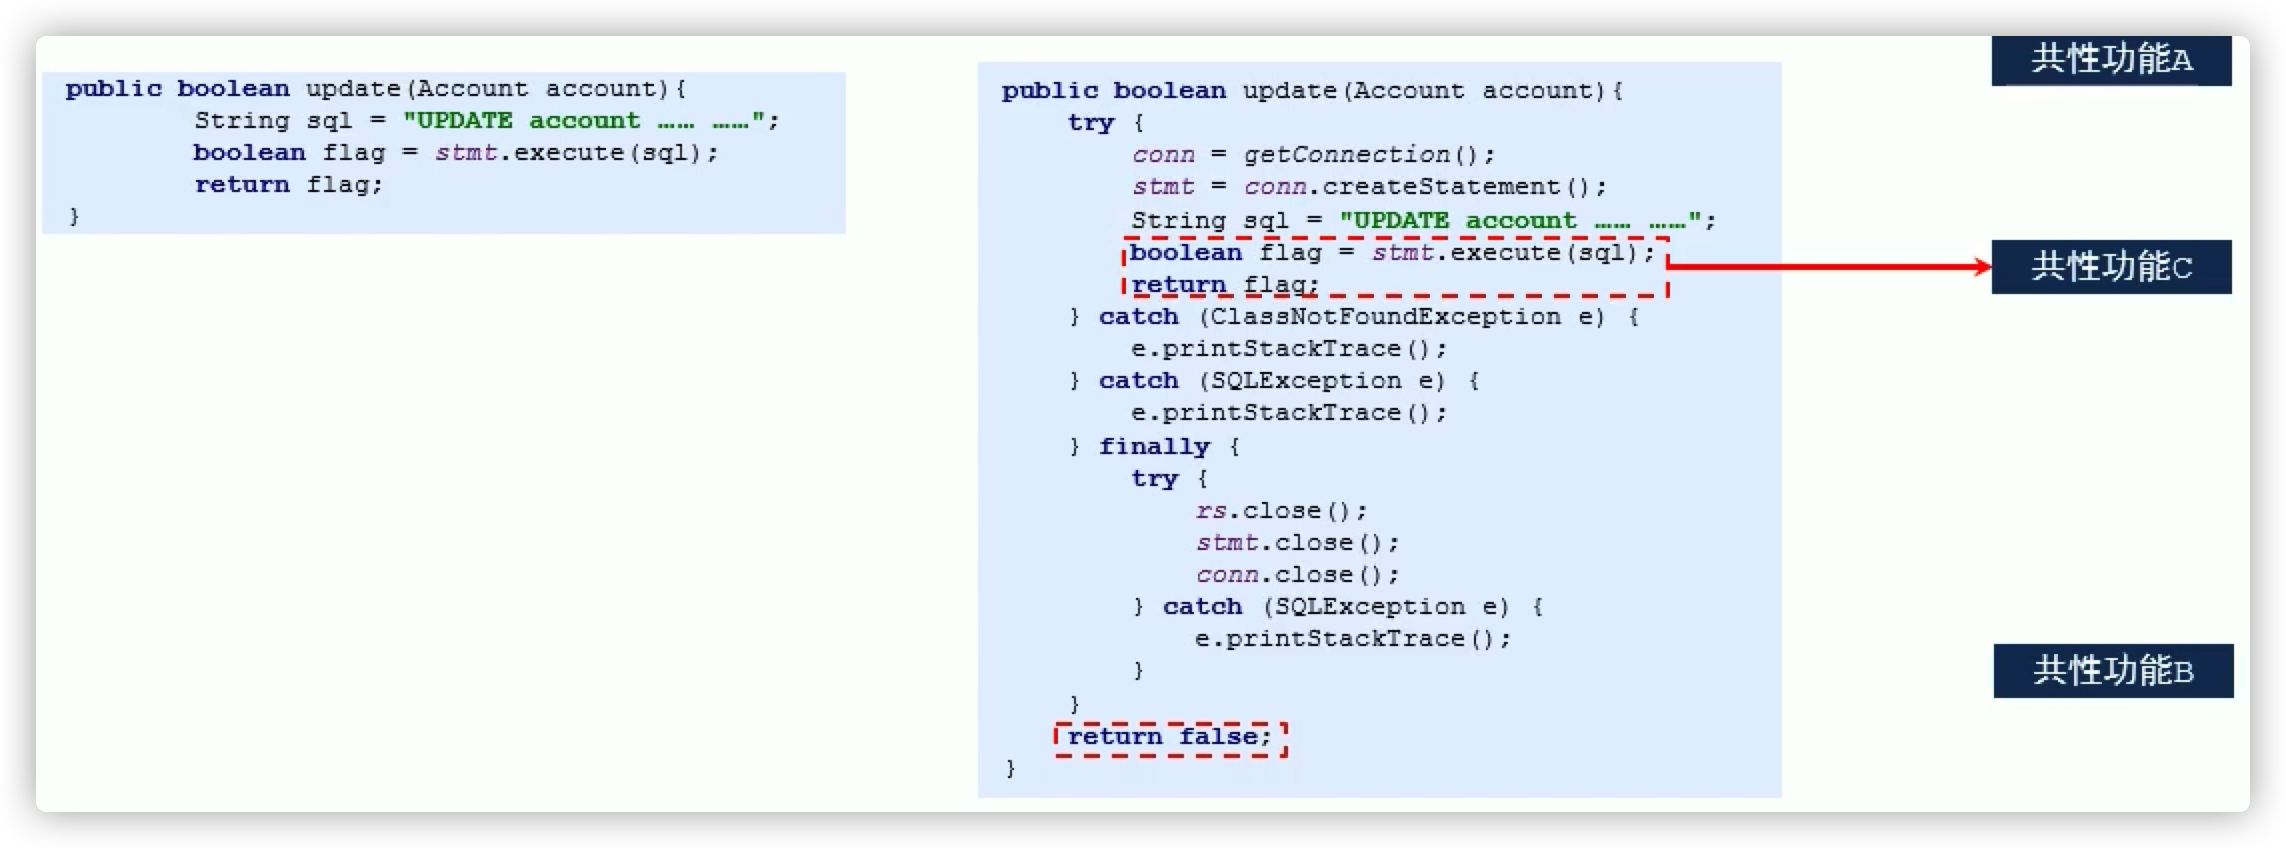 public boolean update(Account account){
String sql = "UPDATE account …… ……";
boolean flag = stmt.execute(sql);
return flag;
}
public boolean update(Account account){
try {
conn = getConnection();
stmt = conn.createStatement();
String sql = "UPDATE account …… ……";
boolean flag = stmt.execute(sql);
return flag;
} catch (ClassNotFoundException e) {
e.printStackTrace();
} catch (SQLException e) {
e.printStackTrace();
} finally {
try {
rs.close();
stmt.close();
conn.close();
} catch (SQLException e) {
e.printStackTrace();
}
}
return false;
}
共性功能A
共性功能C
共性功能B